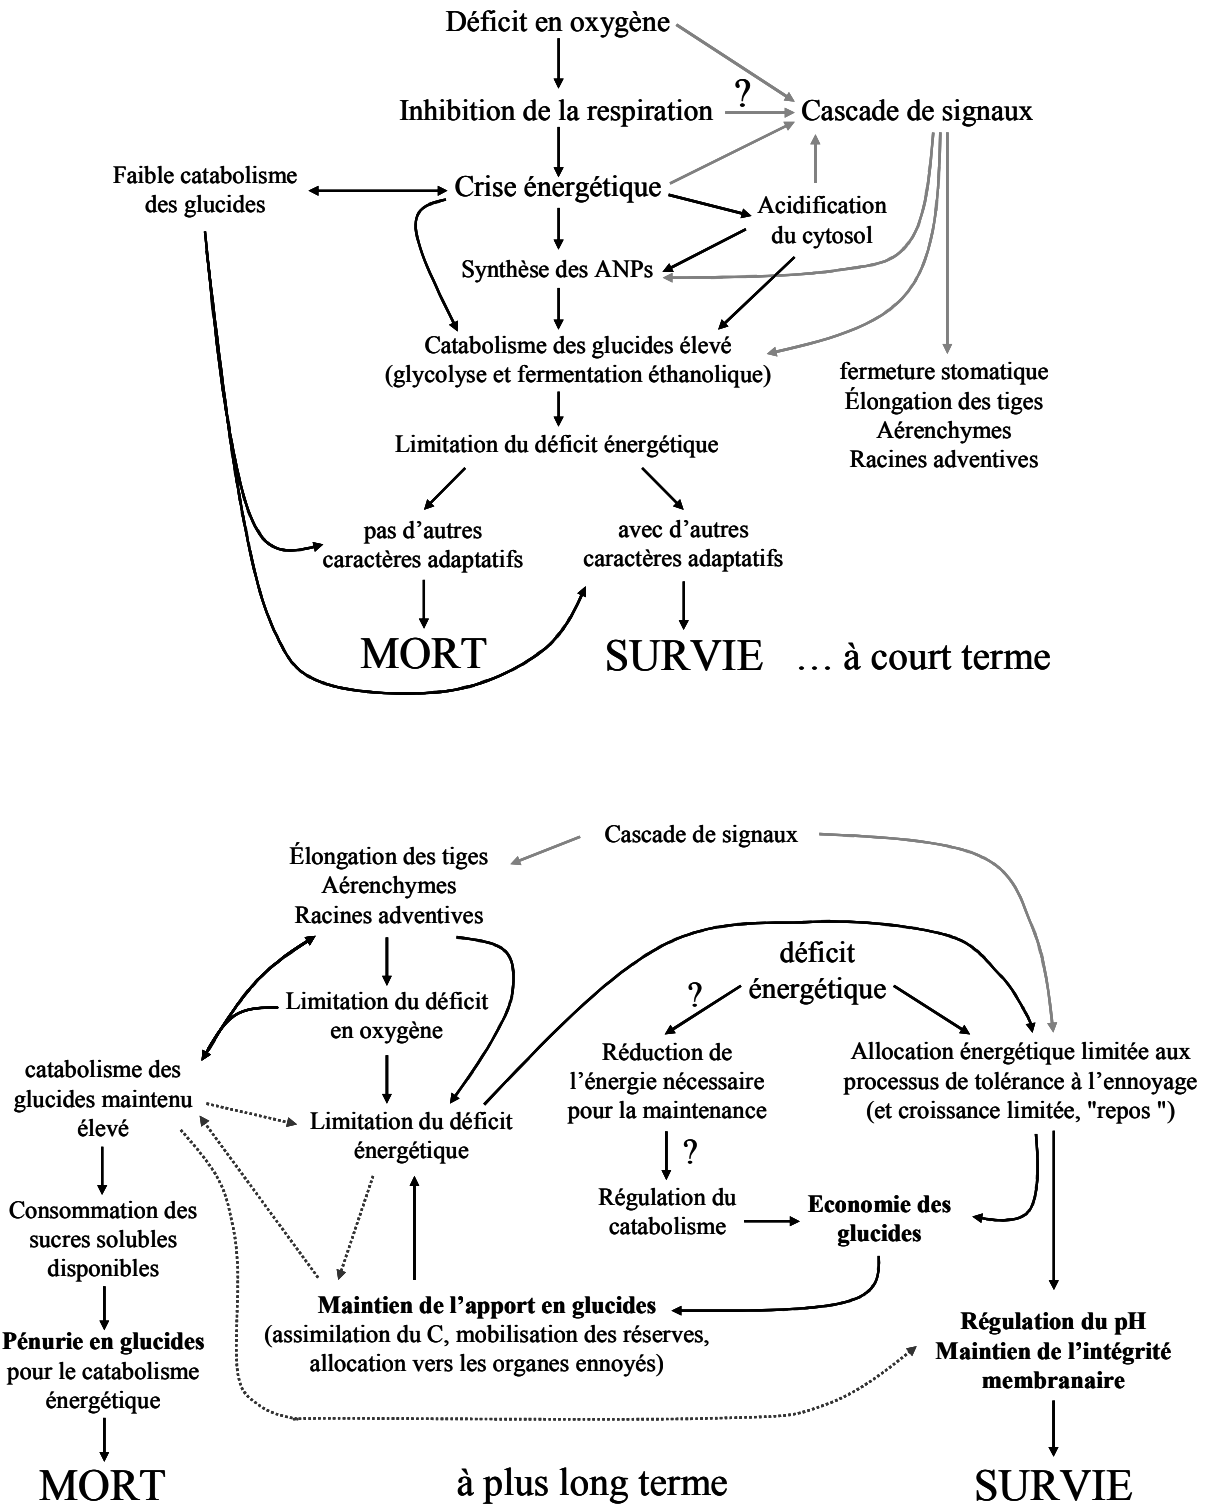 Déficit en oxygène
?
Inhibition de la respiration
Cascade de signaux
Faible catabolisme
des glucides
Crise énergétique
Acidification
du cytosol
Synthèse des ANPs
Catabolisme des glucides élevé
(glycolyse et fermentation éthanolique)
fermeture stomatique
Élongation des tiges
Aérenchymes
Racines adventives
Limitation du déficit énergétique
pas d'autres
caractères adaptatifs
avec d'autres
caractères adaptatifs
MORT
SURVIE
… à court terme
Cascade de signaux
Élongation des tiges
Aérenchymes
Racines adventives
déficit
énergétique
?
Limitation du déficit
en oxygène
catabolisme des
glucides maintenu
élevé
Réduction de
l'énergie nécessaire
pour la maintenance
Allocation énergétique limitée aux
processus de tolérance à l'ennoyage
(et croissance limitée, "repos ")
Limitation du déficit
énergétique
?
Consommation des
sucres solubles
disponibles
Régulation du
catabolisme
Economie des
glucides
Maintien de l'apport en glucides
(assimilation du C, mobilisation des réserves,
allocation vers les organes ennoyés)
Pénurie en glucides
pour le catabolisme
énergétique
Régulation du pH
Maintien de l'intégrité
membranaire
MORT
à plus long terme
SURVIE